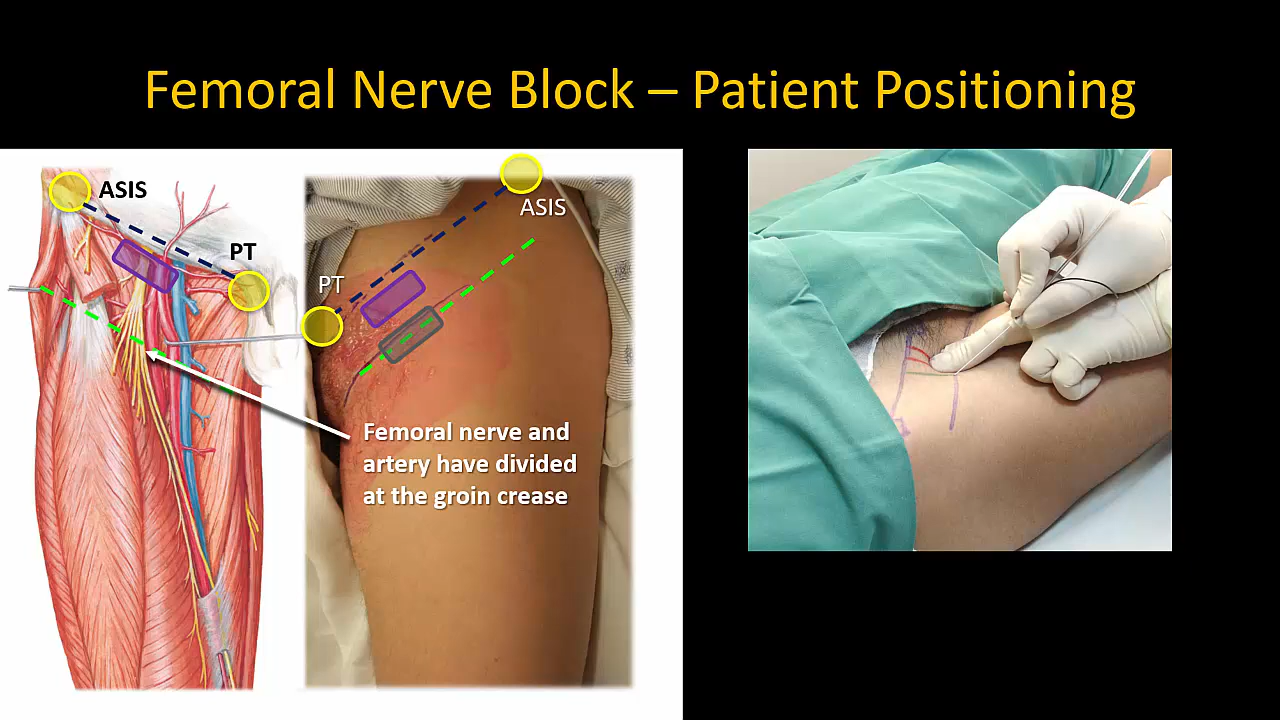 Femoral Nerve Block – Patient Positioning
ASIS
PT
ASIS
PT
Femoral nerve and
artery have divided
at the groin crease